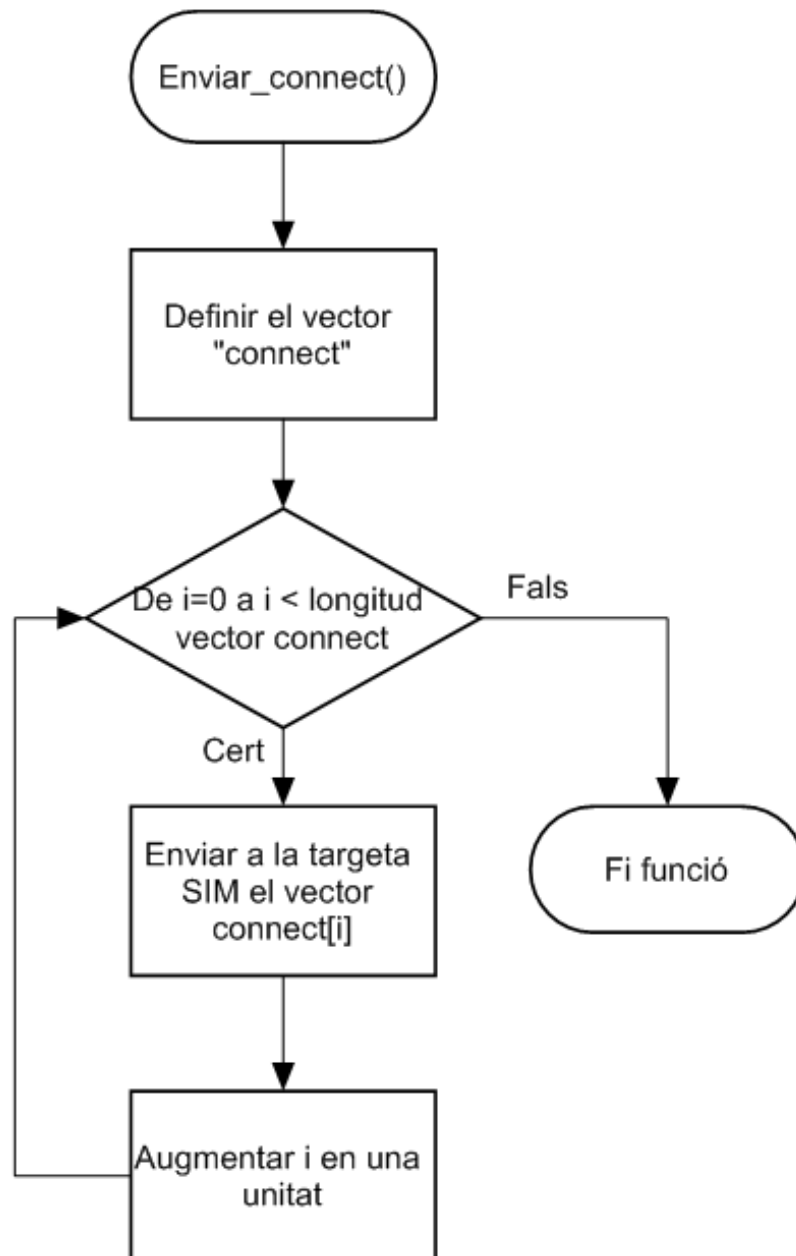 Enviar_connect()
Definir el vector
"connect"
De i=0 a i < longitud
vector connect
Fals
Cert
Enviar a la targeta
SIM el vector
connect[i]
Fi funció
Augmentar i en una
unitat